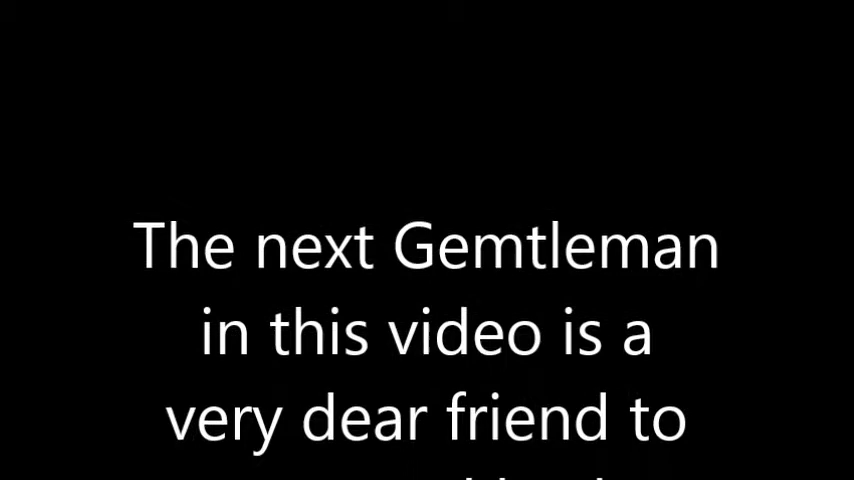 The next Gemtleman
in this video is a
very dear friend to